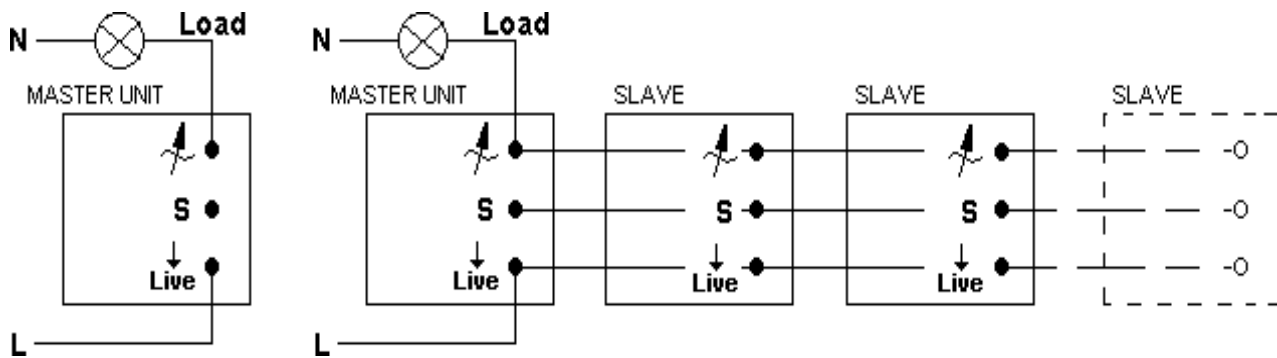 N Load
MASTER UNIT
S
Live
L
N Load
MASTER UNIT SLAVE SLAVE SLAVE
S S S
Live Live Live
L